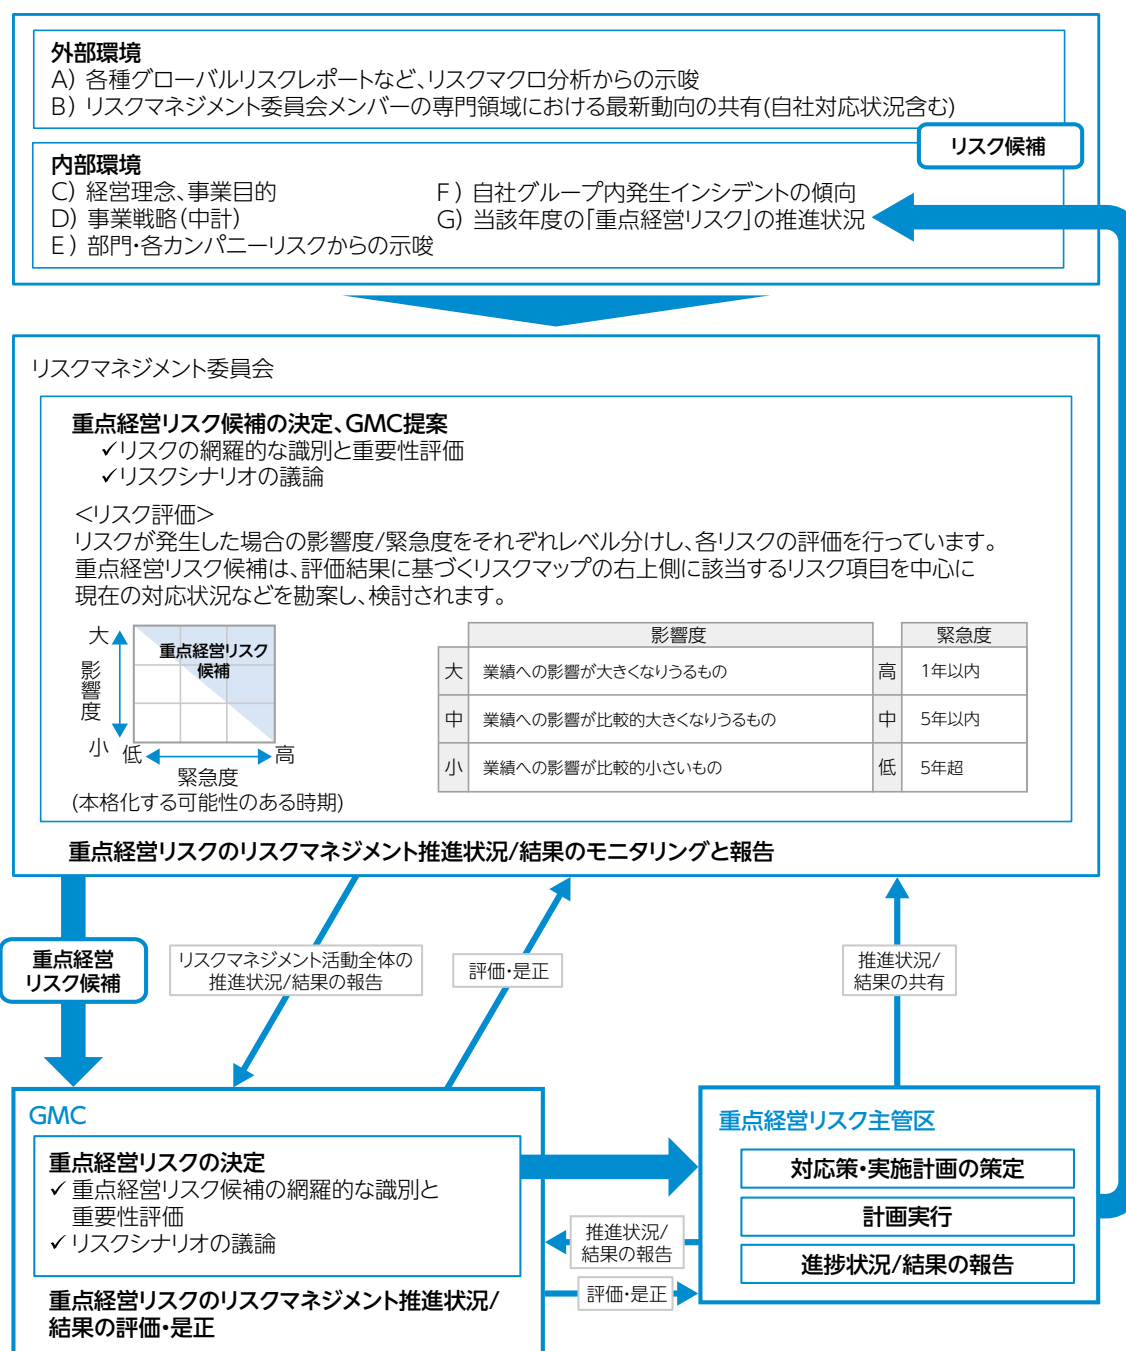 外部環境
A）各種グローバルリスクレポートなど、リスクマクロ分析からの示唆
B）リスクマネジメント委員会メンバーの専門領域における最新動向の共有(自社対応状況含む)
リスク候補
内部環境
C）経営理念、事業目的
D）事業戦略（中計）
E）部門・各カンパニーリスクからの示唆
F）自社グループ内発生インシデントの傾向
G）当該年度の「重点経営リスク」の推進状況
リスクマネジメント委員会
重点経営リスク候補の決定、GMC提案
✓リスクの網羅的な識別と重要性評価
✓リスクシナリオの議論
＜リスク評価＞
リスクが発生した場合の影響度/緊急度をそれぞれレベル分けし、各リスクの評価を行っています。
重点経営リスク候補は、評価結果に基づくリスクマップの右上側に該当するリスク項目を中心に
現在の対応状況などを勘案し、検討されます。
大
影響度
小
重点経営リスク
候補
低
高
緊急度
(本格化する可能性のある時期)
影響度
緊急度
大 業績への影響が大きくなりうるもの 高 1年以内
中 業績への影響が比較的大きくなりうるもの 中 5年以内
小 業績への影響が比較的小さいもの 低 5年超
重点経営リスクのリスクマネジメント推進状況/結果のモニタリングと報告
重点経営
リスク候補
リスクマネジメント活動全体の
推進状況/結果の報告
評価・是正
推進状況/
結果の共有
GMC
重点経営リスクの決定
✓重点経営リスク候補の網羅的な識別と
重要性評価
✓リスクシナリオの議論
重点経営リスクのリスクマネジメント推進状況/
結果の評価・是正
推進状況/
結果の報告
評価・是正
重点経営リスク主管区
対応策・実施計画の策定
計画実行
進捗状況/結果の報告